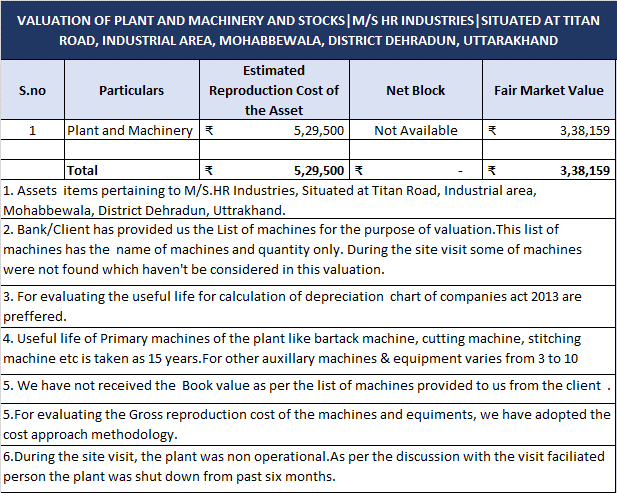 VALUATION OF PLANT AND MACHINERY AND STOCKS|M/S HR INDUSTRIES|SITUATED AT TITAN
ROAD, INDUSTRIAL AREA, MOHABBEWALA, DISTRICT DEHRADUN, UTTARAKHAND
S.no Particulars Estimated Reproduction Cost of the Asset Net Block Fair Market Value
1 Plant and Machinery ₹ 5,29,500 Not Available ₹ 3,38,159
Total ₹ 5,29,500 ₹ - ₹ 3,38,159
1. Assets items pertaining to M/S.HR Industries, Situated at Titan Road, Industrial area,
Mohabbewala, District Dehradun, Uttrakhand.
2. Bank/Client has provided us the List of machines for the purpose of valuation.This list of
machines has the name of machines and quantity only. During the site visit some of machines
were not found which haven't be considered in this valuation.
3. For evaluating the useful life for calculation of depreciation chart of companies act 2013 are
preffered.
4. Useful life of Primary machines of the plant like bartack machine, cutting machine, stitching
machine etc is taken as 15 years.For other auxillary machines & equipment varies from 3 to 10
5. We have not received the Book value as per the list of machines provided to us from the client .
5.For evaluating the Gross reproduction cost of the machines and equiments, we have adopted the
cost approach methodology.
6.During the site visit, the plant was non operational.As per the discussion with the visit faciliated
person the plant was shut down from past six months.